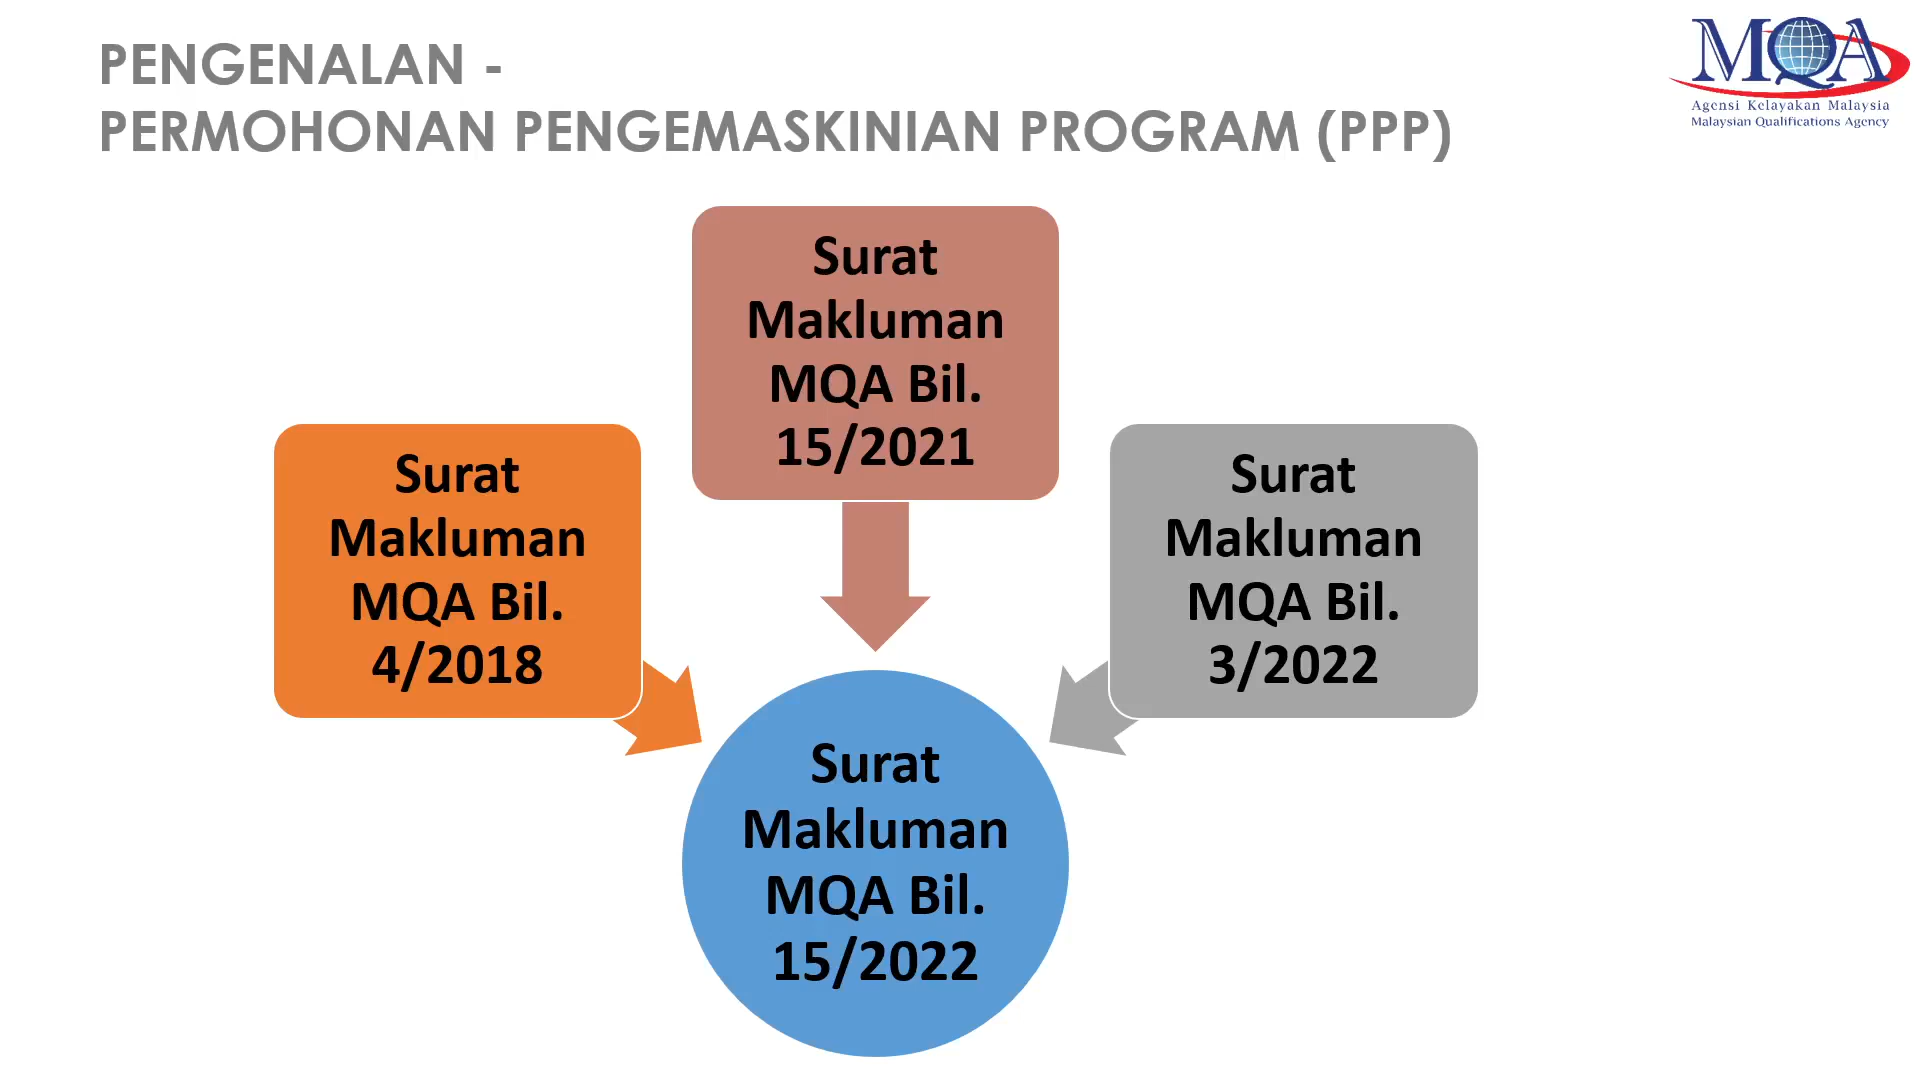 PENGENALAN -
PERMOHONAN PENGEMASKINIAN PROGRAM (PPP)
MQA
Agensi Kelayakan Malaysia
Malaysian Qualifications Agency
Surat
Makluman
MQA Bil.
15/2021
Surat
Makluman
MQA Bil.
4/2018
Surat
Makluman
MQA Bil.
3/2022
Surat
Makluman
MQA Bil.
15/2022